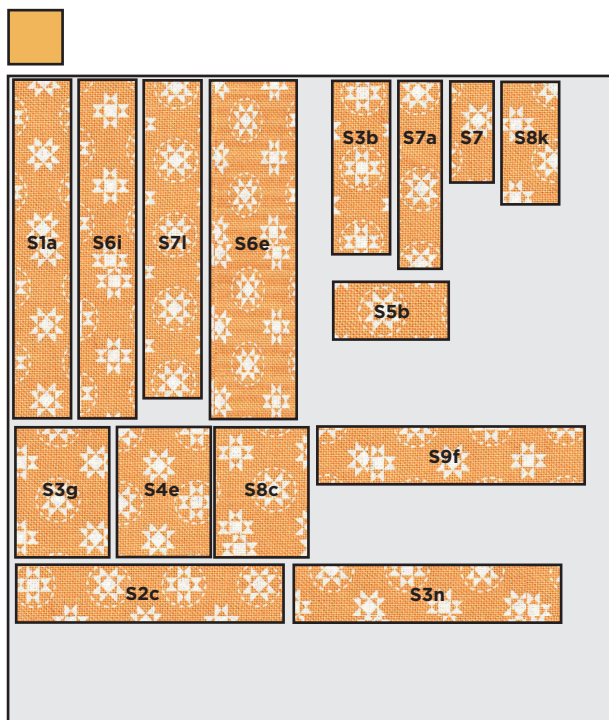 S3b S7a S7 S8k
S1a S6i S7l S6e
S5b
S3g S4e S8c S9f
S2c S3n